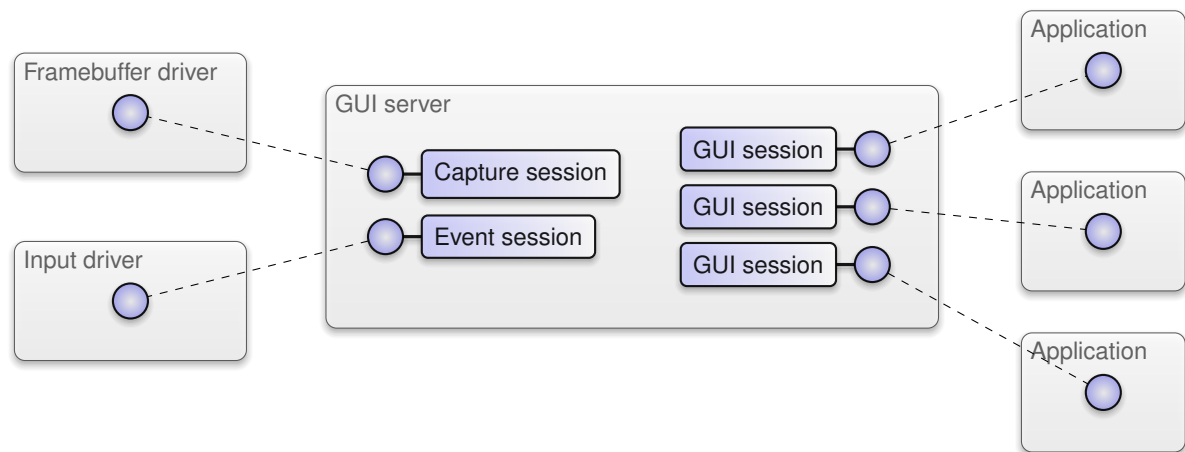 Framebuffer driver
Input driver
GUI server
Capture session
Event session
GUI session
GUI session
GUI session
Application
Application
Application